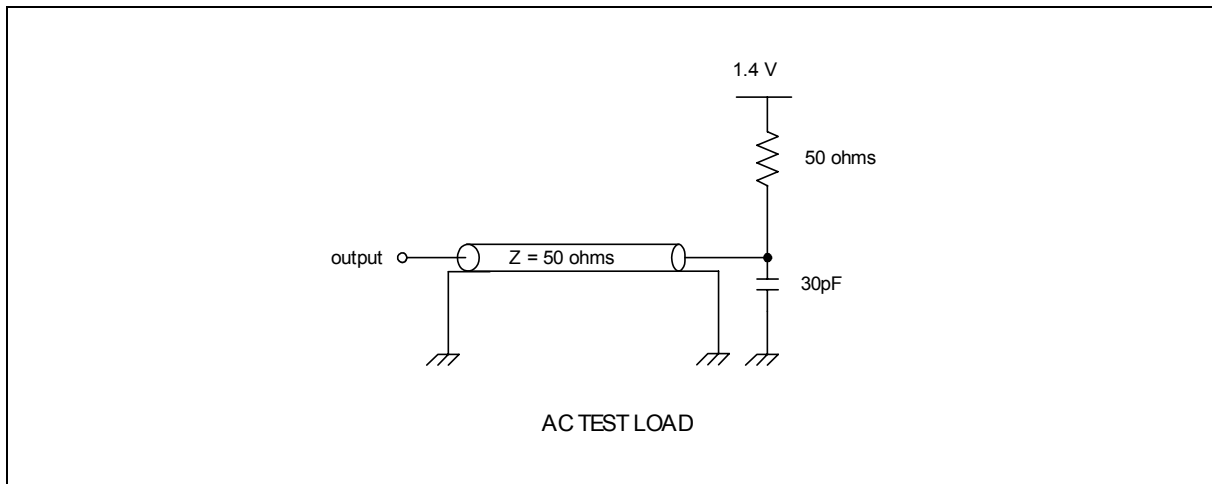 1.4 V
50 ohms
output
Z = 50 ohms
30pF
AC TEST LOAD